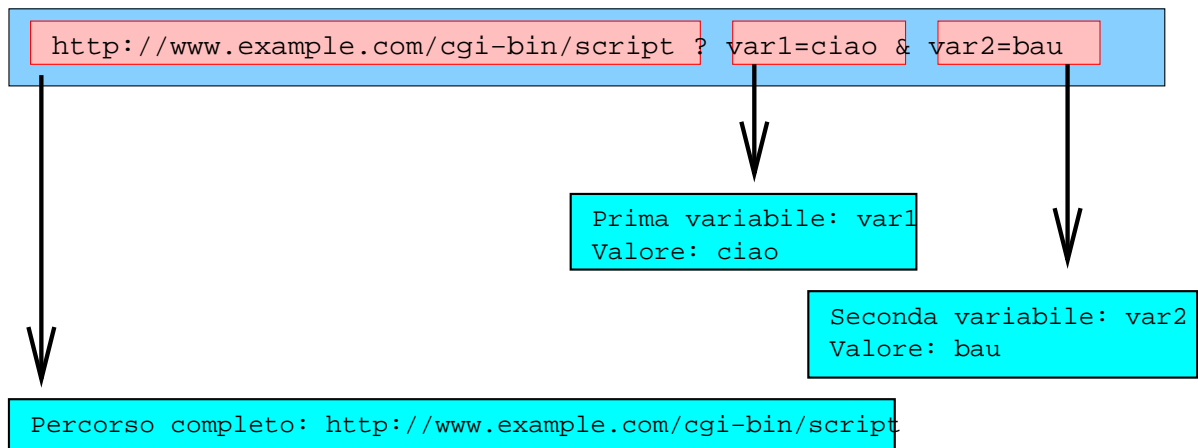 http://www.example.com/cgi-bin/script ? var1=ciao & var2=bau
Prima variabile: var1
Valore: ciao
Seconda variabile: var2
Valore: bau
Percorso completo: http://www.example.com/cgi-bin/script